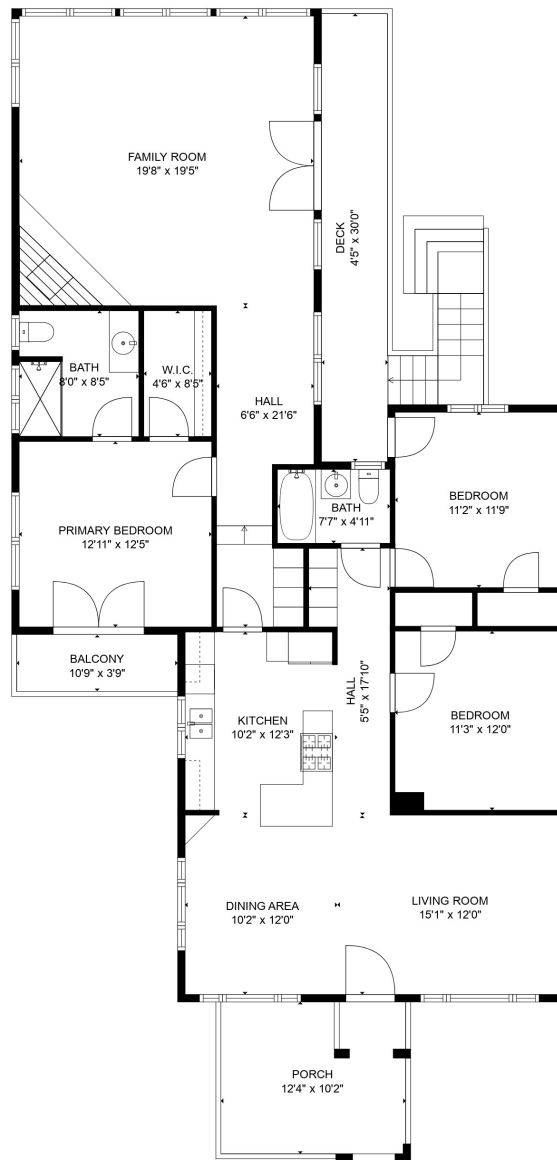 FAMILY ROOM
19'8" x 19'5"
DECK
4'5" x 30'0"
BATH
8'0" x 8'5"
W.I.C.
4'6" x 8'5"
HALL
6'6" x 21'6"
BEDROOM
11'2" x 11'9"
BATH
7'7" x 4'11"
PRIMARY BEDROOM
12'11" x 12'5"
BALCONY
10'9" x 3'9"
HALL
5'5" x 17'10"
KITCHEN
10'2" x 12'3"
BEDROOM
11'3" x 12'0"
DINING AREA
10'2" x 12'0"
LIVING ROOM
15'1" x 12'0"
PORCH
12'4" x 10'2"